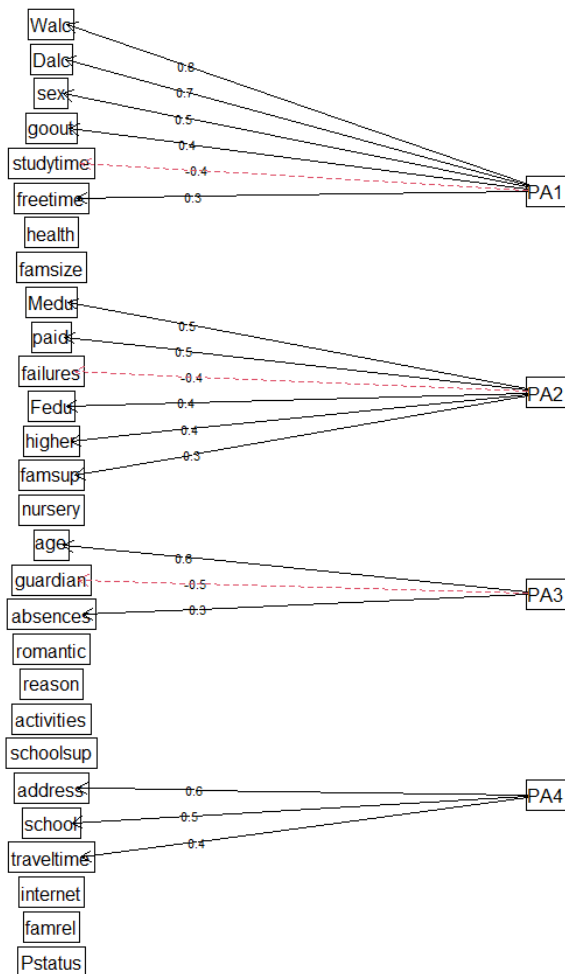 Walc
Dalc
0.8
sex
0.7
goout
0.5
0.4
studytime
-0.4
PA1
freetime
0.3
health
famsize
Medu
paid
0.5
0.5
failures
-0.4
PA2
Fedu
0.4
higher
0.4
famsup
0.3
nursery
age
0.6
guardian
-0.5
PA3
absences
0.3
romantic
reason
activities
schoolsup
address
0.6
PA4
school
0.5
traveltime
0.4
internet
famrel
Pstatus